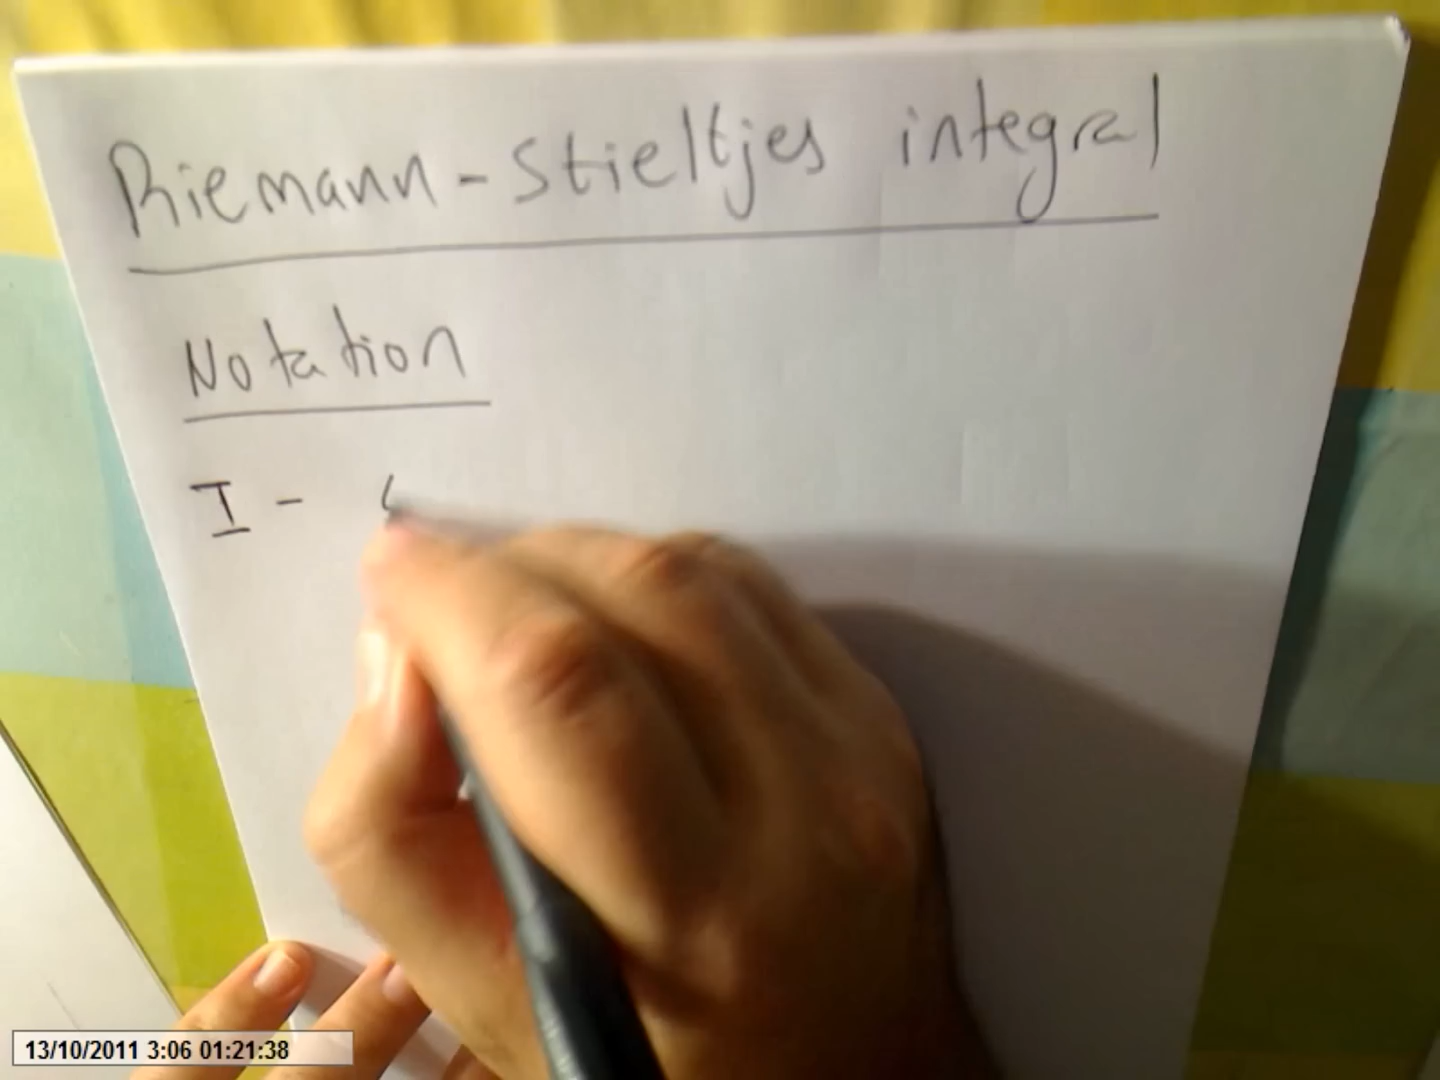 Riemann-Stieltjes integral
Notation
I -
13/10/2011 3:06 01:21:38